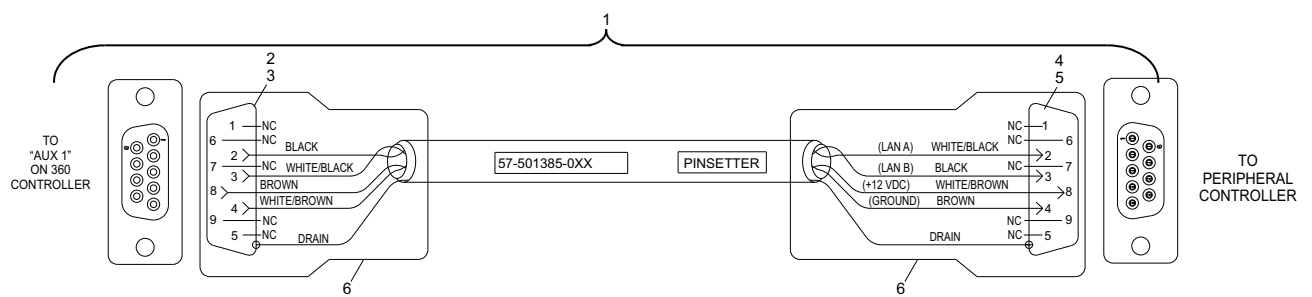 1
2
3
4
5
TO
"AUX 1"
ON 360
CONTROLLER
1 NC
6 NC
2 BLACK
7 NC
3 WHITE/BLACK
8 BROWN
4 WHITE/BROWN
9 NC
5 NC
DRAIN
6
57-501385-0XX
PINSETTER
NC 1
NC 6
(LAN A) WHITE/BLACK 2
NC 7
(LAN B) BLACK 3
(+12 VDC) WHITE/BROWN 8
(GROUND) BROWN 4
NC 9
NC 5
DRAIN
6
TO
PERIPHERAL
CONTROLLER